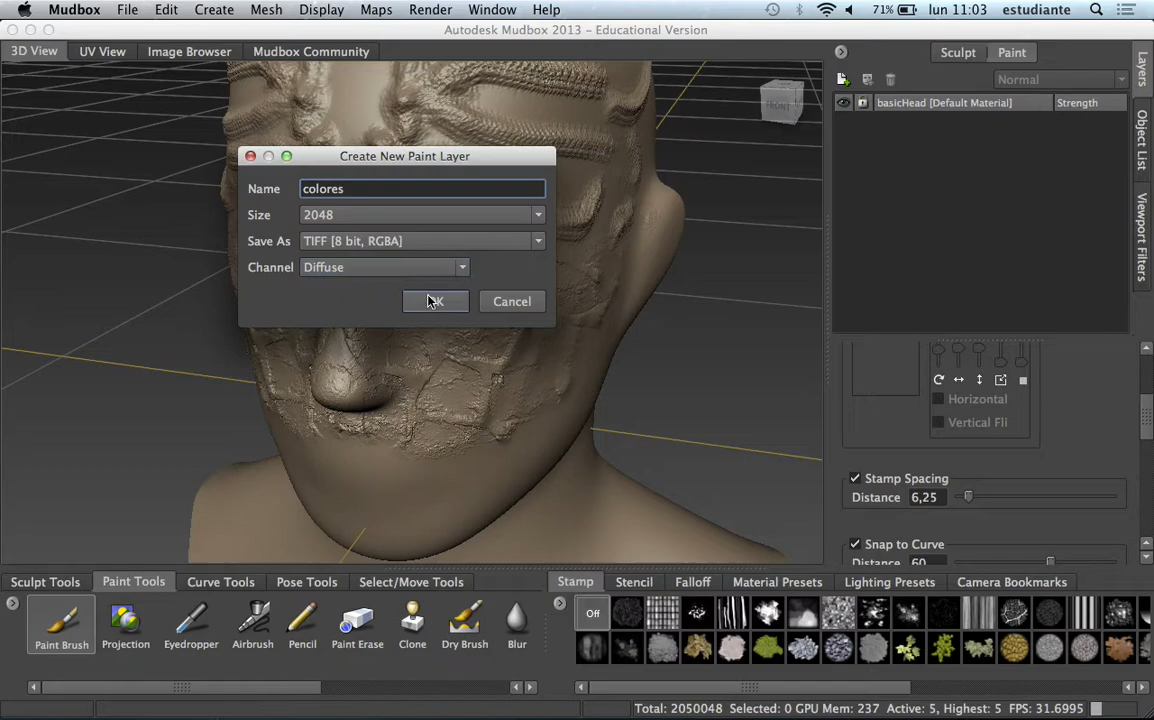 Mudbox File Edit Create Mesh Display Maps Render Window Help 71% lun 11:03 estudiante
Autodesk Mudbox 2013 - Educational Version
3D View UV View Image Browser Mudbox Community
Sculpt Paint
Normal
basicHead [Default Material] Strength
FRONT
Layers
Object List
Viewport Filters
Create New Paint Layer
Name colores
Size 2048
Save As TIFF [8 bit, RGBA]
Channel Diffuse
Cancel
Horizontal
Vertical Fli
Stamp Spacing
Distance 6,25
Snap to Curve
Distance 60
Sculpt Tools Paint Tools Curve Tools Pose Tools Select/Move Tools
Stamp Stencil Falloff Material Presets Lighting Presets Camera Bookmarks
Off
Paint Brush Projection Eyedropper Airbrush Pencil Paint Erase Clone Dry Brush Blur
Total: 2050048 Selected: 0 GPU Mem: 237 Active: 5, Highest: 5 FPS: 31.6995